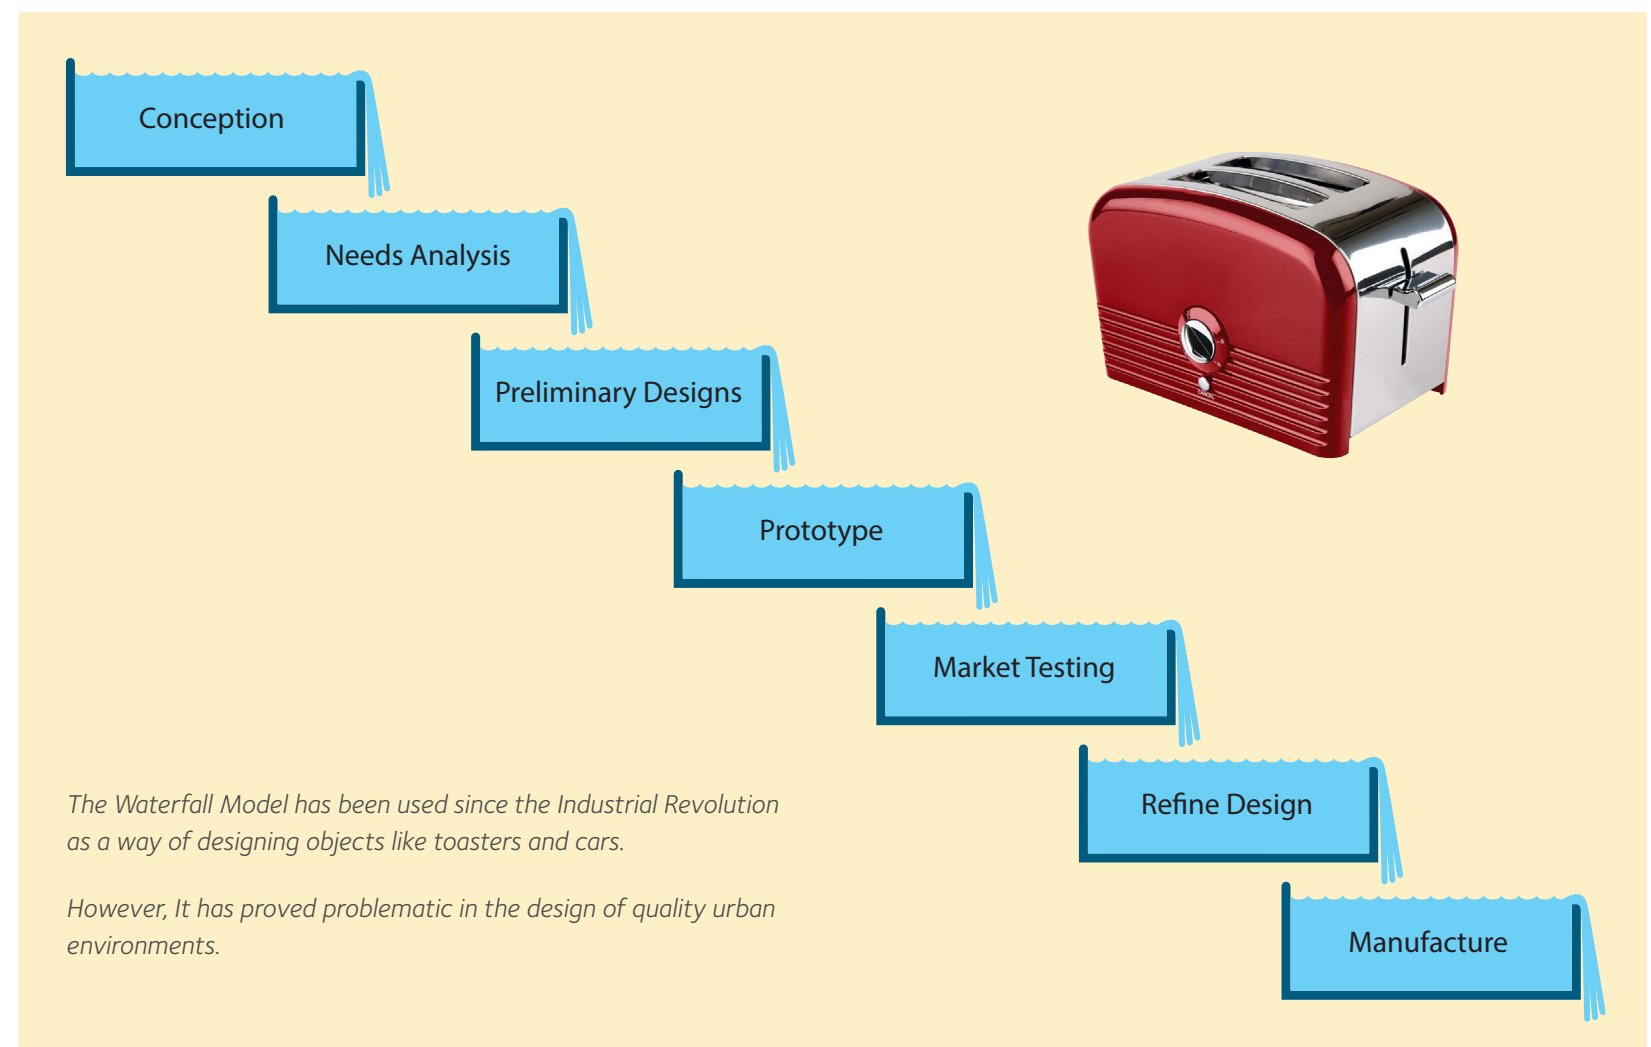 Conception
Needs Analysis
Preliminary Designs
Prototype
Market Testing
Refine Design
Manufacture
The Waterfall Model has been used since the Industrial Revolution
as a way of designing objects like toasters and cars.
However, It has proved problematic in the design of quality urban
environments.
CANCEL